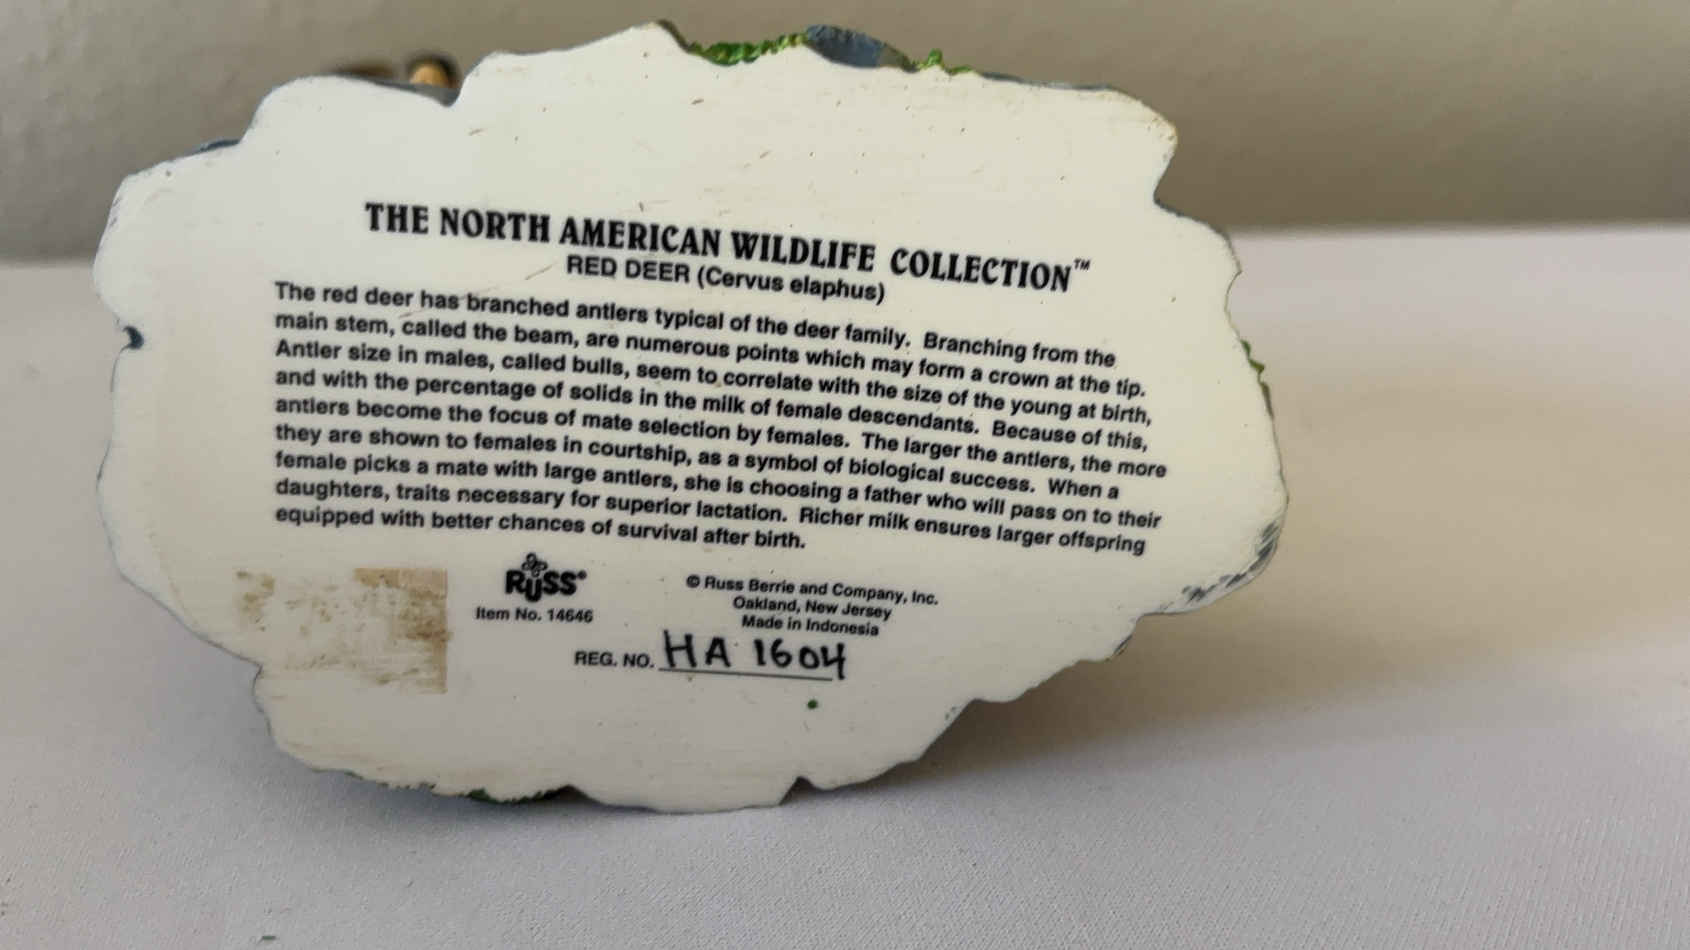 THE NORTH AMERICAN WILDLIFE COLLECTION™
RED DEER (Cervus elaphus)
The red deer has branched antlers typical of the deer family. Branching from the
main stem, called the beam, are numerous points which may form a crown at the tip.
Antler size in males, called bulls, seem to correlate with the size of the young at birth,
and with the percentage of solids in the milk of female descendants. Because of this,
antlers become the focus of mate selection by females. The larger the antlers, the more
they are shown to females in courtship, as a symbol of biological success. When a
female picks a mate with large antlers, she is choosing a father who will pass on to their
daughters, traits necessary for superior lactation. Richer milk ensures larger offspring
equipped with better chances of survival after birth.
RUSS®
Item No. 14646
© Russ Berrie and Company, Inc.
Oakland, New Jersey
Made in Indonesia
REG. NO. HA 1604